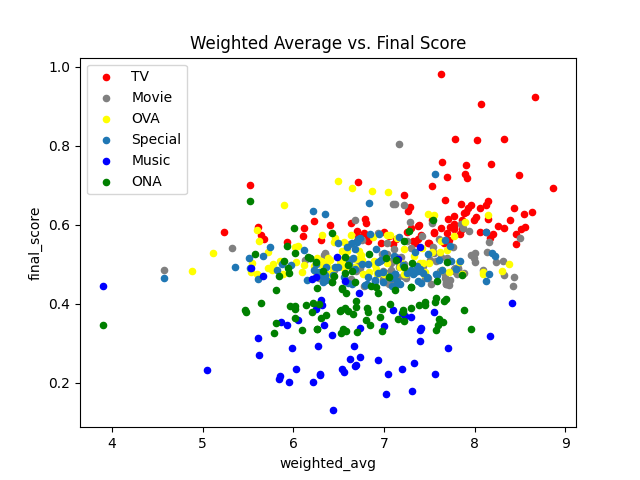 Weighted Average vs. Final Score
TV
Movie
OVA
Special
Music
ONA
1.0
0.8
0.6
0.4
0.2
final_score
4 5 6 7 8 9
weighted_avg